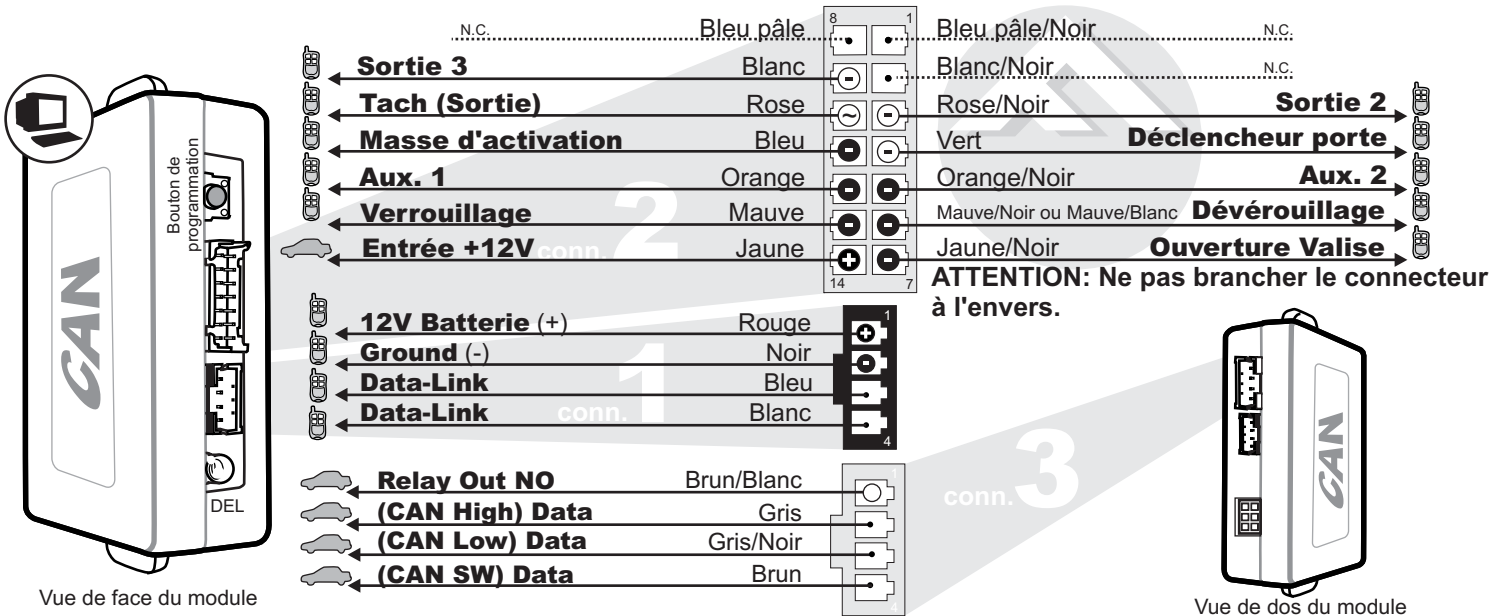 N.C. Bleu pâle 8 1 Bleu pâle/Noir N.C.
Sortie 3 Blanc Blanc/Noir N.C.
Tach (Sortie) Rose Rose/Noir Sortie 2
Masse d'activation Bleu Vert Déclencheur porte
Aux. 1 Orange Orange/Noir Aux. 2
Verrouillage Mauve Mauve/Noir ou Mauve/Blanc Dévérouillage
Entrée +12V Jaune Jaune/Noir Ouverture Valise
conn. 2
14 7
ATTENTION: Ne pas brancher le connecteur
à l'envers.
Bouton de
programmation
CAN
DEL
Vue de face du module
12V Batterie (+) Rouge 1
Ground (-) Noir
Data-Link Bleu
Data-Link Blanc 4
conn. 1
Relay Out NO Brun/Blanc 1
(CAN High) Data Gris
(CAN Low) Data Gris/Noir
(CAN SW) Data Brun 4
conn. 3
CAN
Vue de dos du module